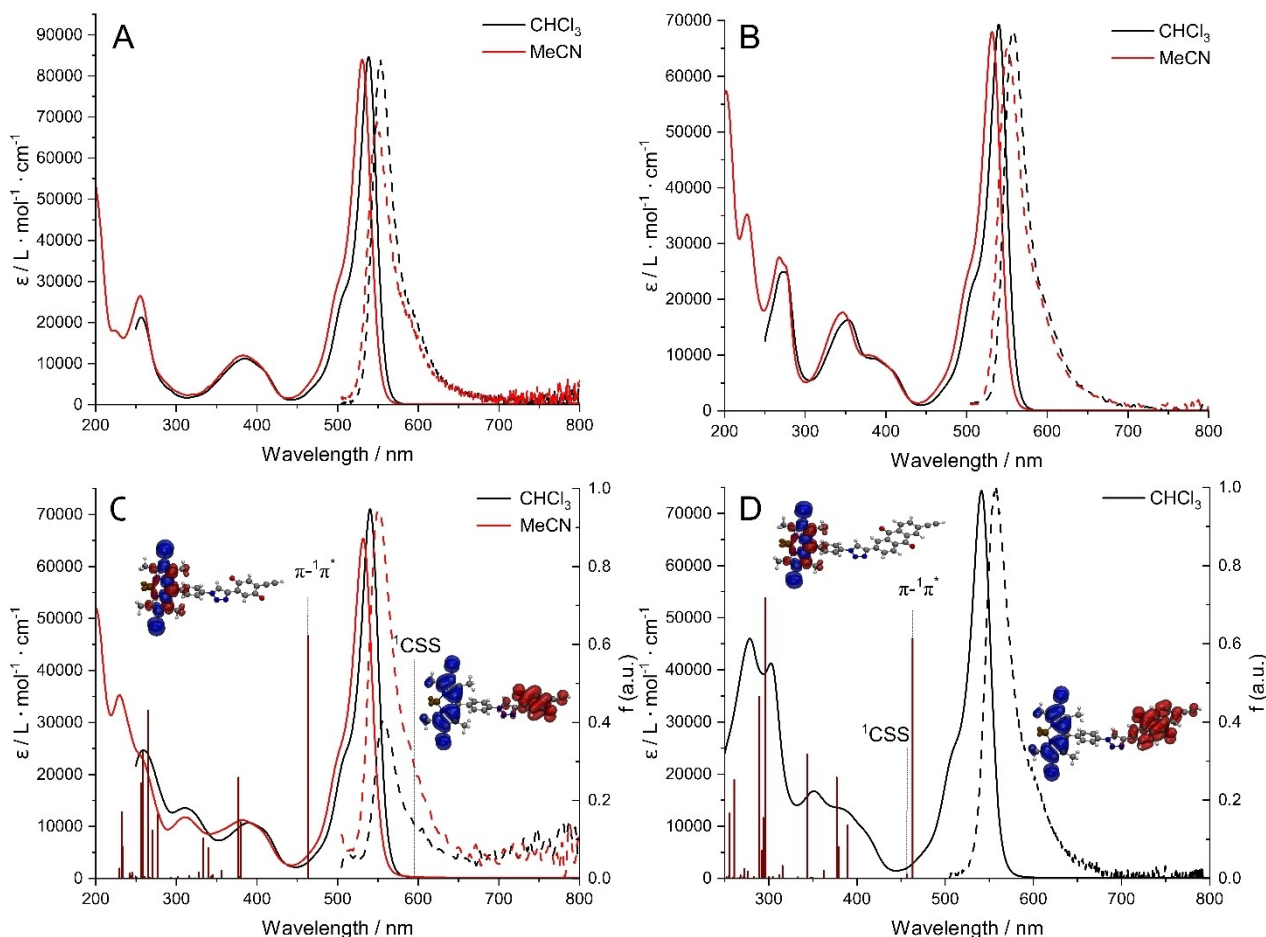 A
CHCl₃
MeCN
90000
80000
70000
60000
50000
40000
30000
20000
10000
0
ε / L · mol⁻¹ · cm⁻¹
200 300 400 500 600 700 800
Wavelength / nm
B
CHCl₃
MeCN
70000
60000
50000
40000
30000
20000
10000
0
ε / L · mol⁻¹ · cm⁻¹
200 300 400 500 600 700 800
Wavelength / nm
C
CHCl₃
MeCN
π-¹π*
¹CSS
70000
60000
50000
40000
30000
20000
10000
0
ε / L · mol⁻¹ · cm⁻¹
1.0
0.8
0.6
0.4
0.2
0.0
f (a.u.)
200 300 400 500 600 700 800
Wavelength / nm
D
CHCl₃
π-¹π*
¹CSS
70000
60000
50000
40000
30000
20000
10000
0
ε / L · mol⁻¹ · cm⁻¹
1.0
0.8
0.6
0.4
0.2
0.0
f (a.u.)
300 400 500 600 700 800
Wavelength / nm